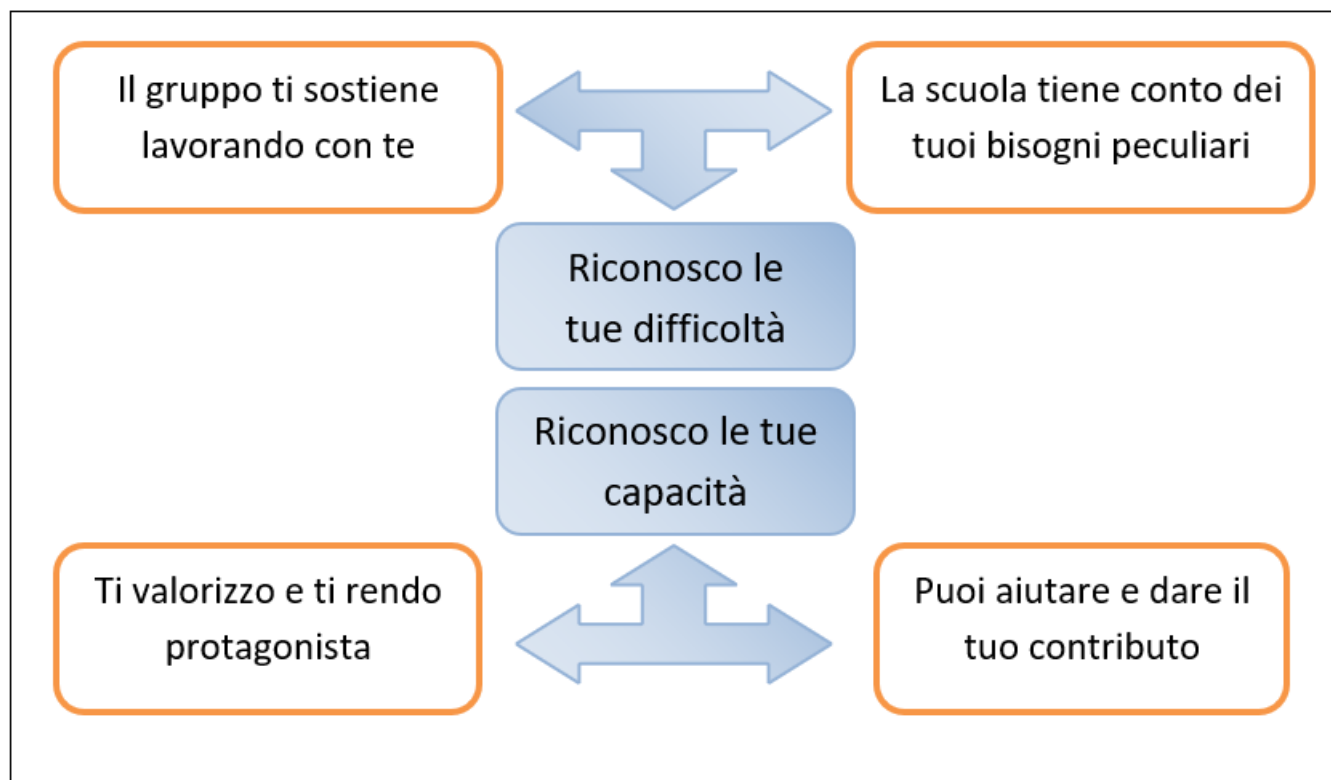 Il gruppo ti sostiene
lavorando con te
La scuola tiene conto dei
tuoi bisogni peculiari
Riconosco le
tue difficoltà
Riconosco le tue
capacità
Ti valorizzo e ti rendo
protagonista
Puoi aiutare e dare il
tuo contributo